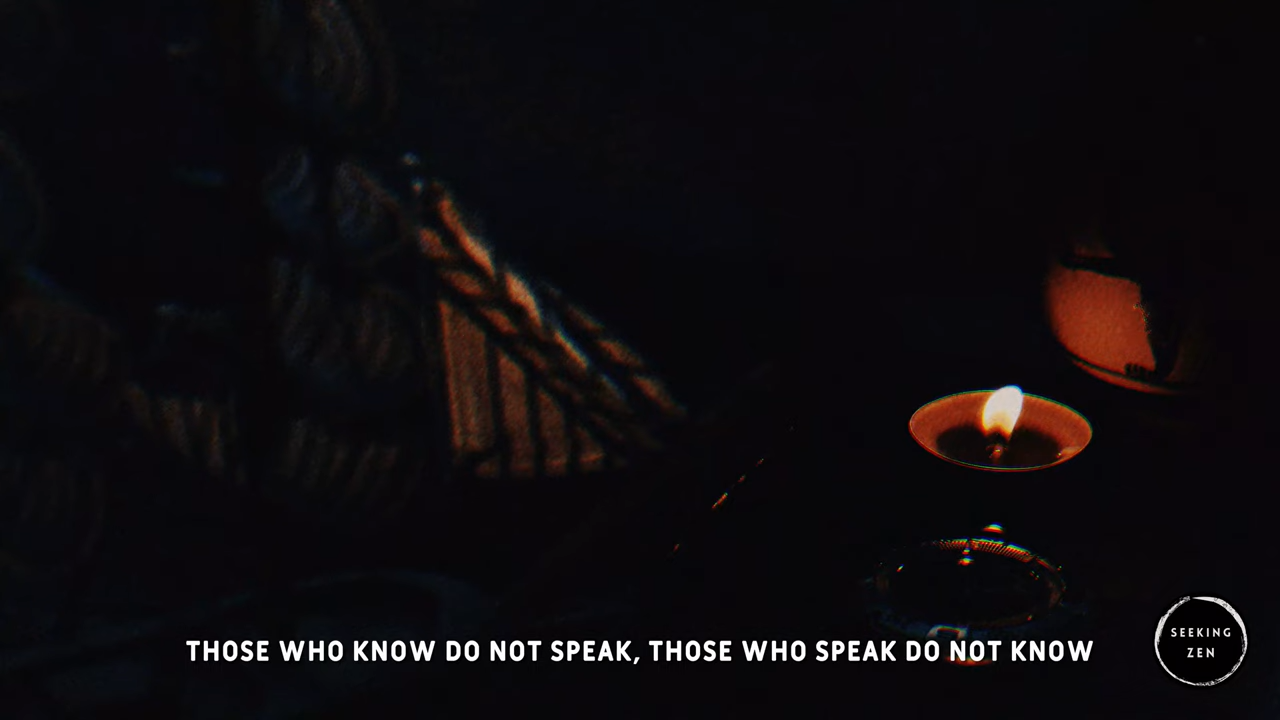 THOSE WHO KNOW DO NOT SPEAK, THOSE WHO SPEAK DO NOT KNOW
SEEKING
ZEN